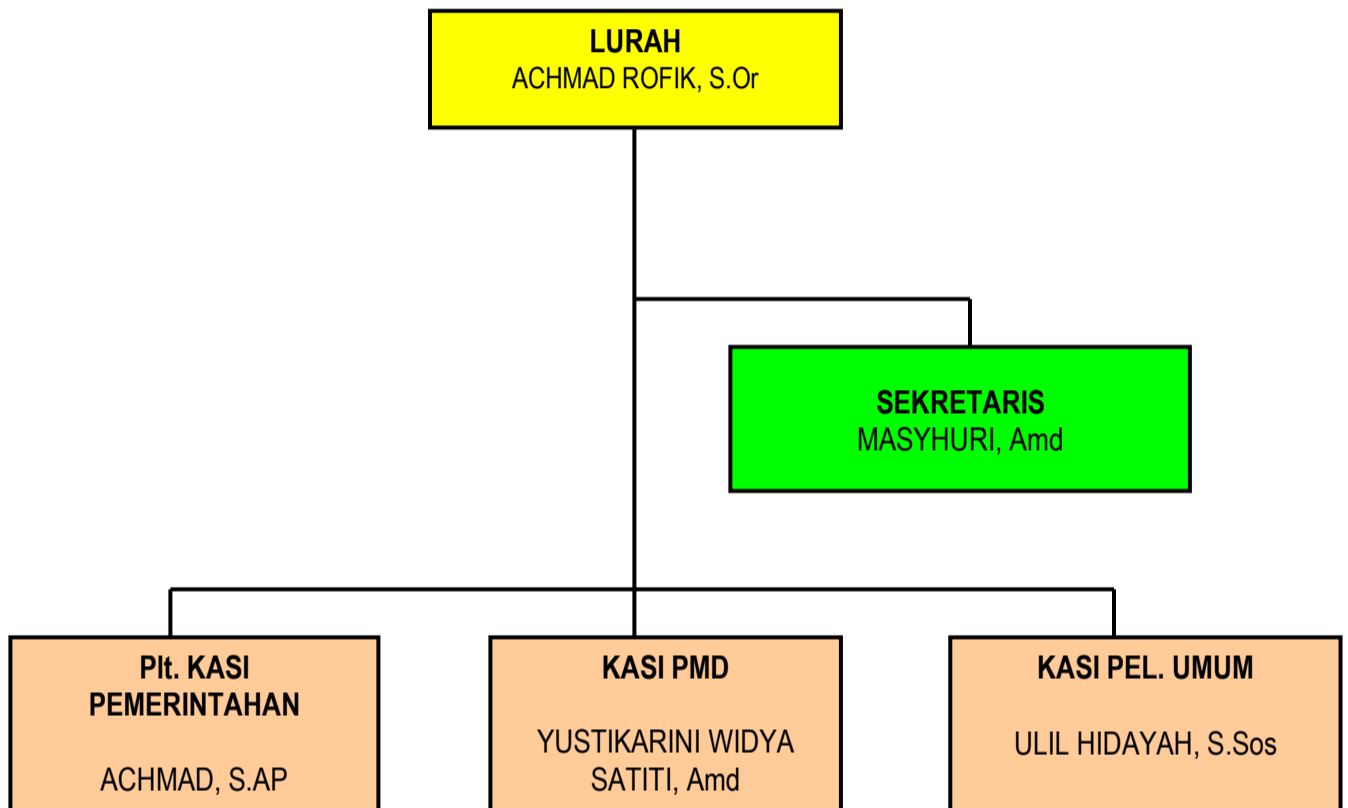 LURAH
ACHMAD ROFIK, S.Or
SEKRETARIS
MASYHURI, Amd
Plt. KASI
PEMERINTAHAN
ACHMAD, S.AP
KASI PMD
YUSTIKARINI WIDYA
SATITI, Amd
KASI PEL. UMUM
ULIL HIDAYAH, S.Sos